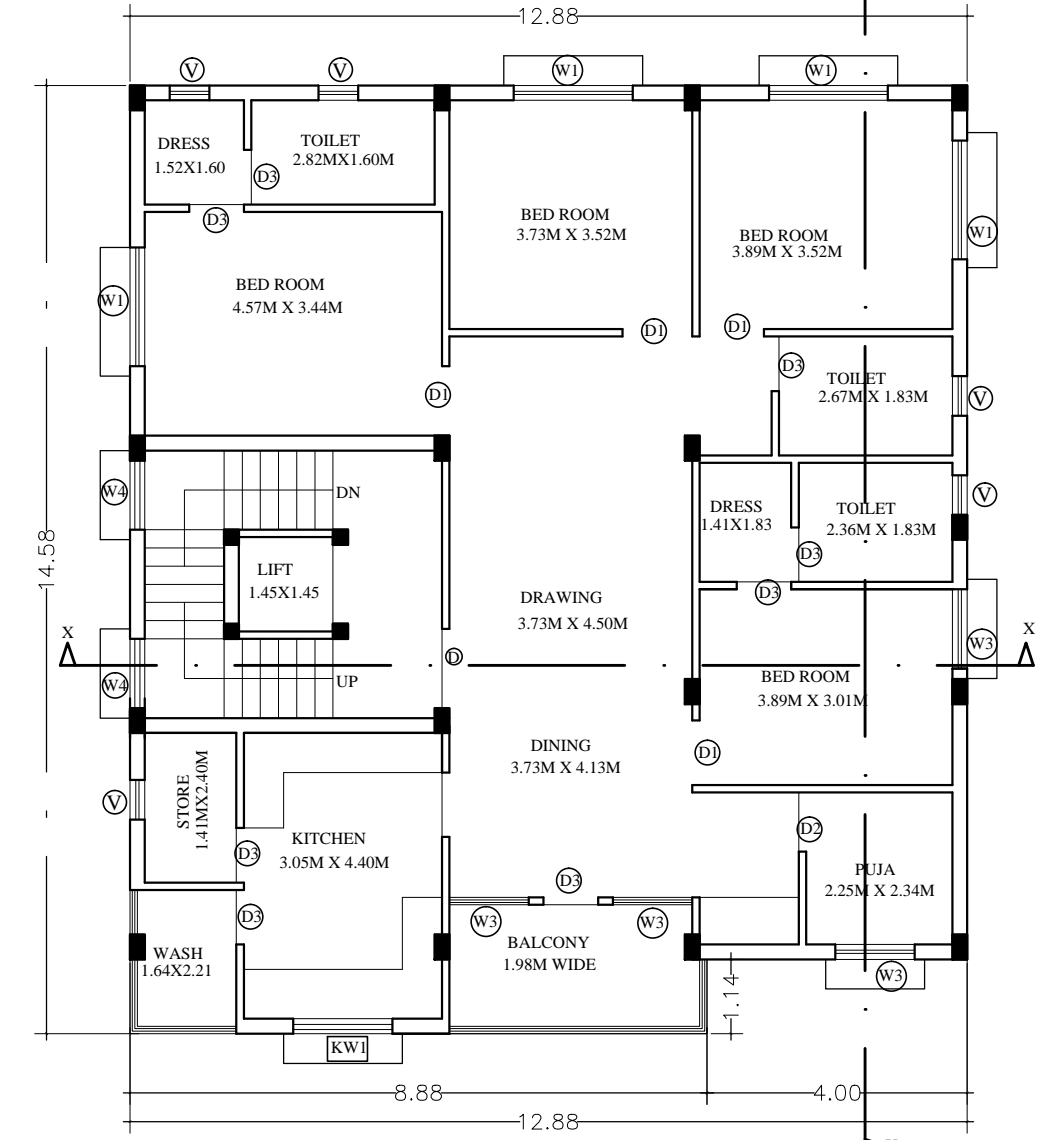 12.88
V
V
W1
W1
DRESS
1.52X1.60
TOILET
2.82MX1.60M
D3
D3
BED ROOM
3.73M X 3.52M
BED ROOM
3.89M X 3.52M
W1
BED ROOM
4.57M X 3.44M
W1
D1
D1
D3
TOILET
2.67M X 1.83M
D1
V
W4
DN
DRESS
1.41X1.83
TOILET
2.36M X 1.83M
V
14.58
D3
LIFT
1.45X1.45
D3
DRAWING
3.73M X 4.50M
X
X
W3
D
BED ROOM
3.89M X 3.01M
W4
UP
DINING
3.73M X 4.13M
D1
STORE
1.41MX2.40M
V
KITCHEN
3.05M X 4.40M
D3
D2
PUJA
2.25M X 2.34M
D3
D3
W3
W3
BALCONY
1.98M WIDE
WASH
1.64X2.21
W3
1.14
KW1
8.88
4.00
12.88